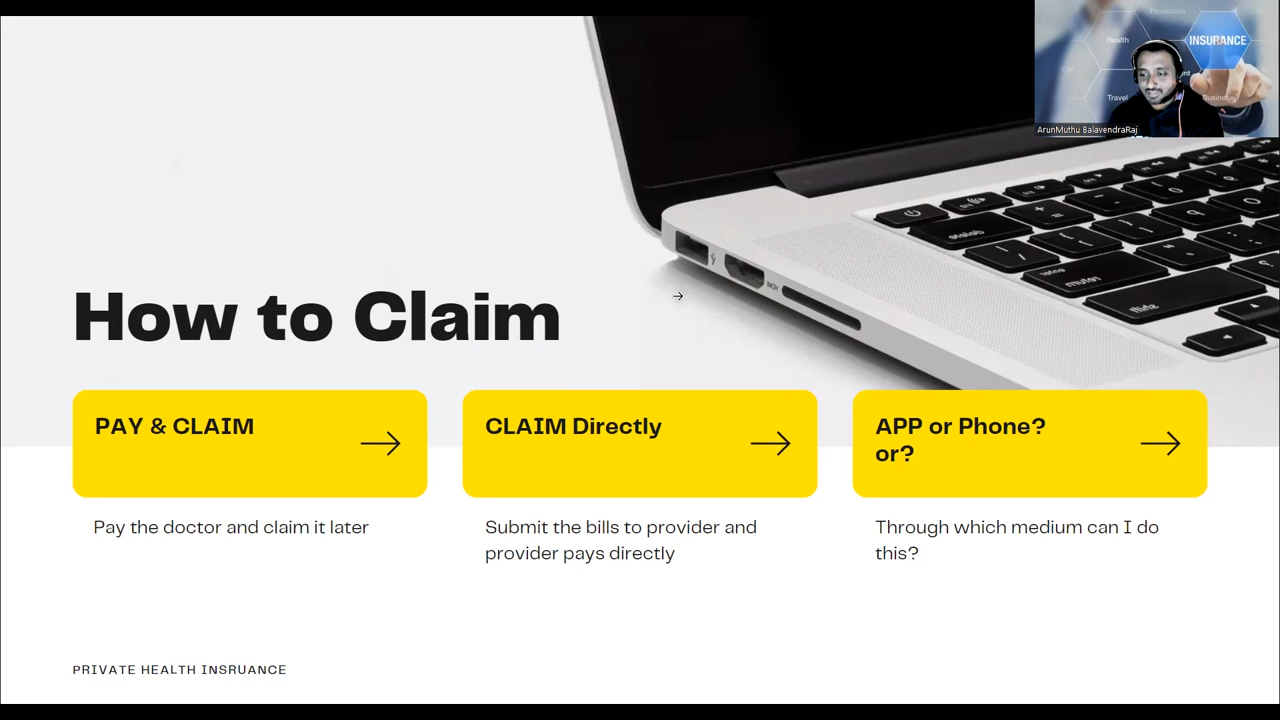 Protection
Health
INSURANCE
Travel
Business
ArunMuthu BalavendraRaj
How to Claim
PAY & CLAIM
CLAIM Directly
APP or Phone?
or?
Pay the doctor and claim it later
Submit the bills to provider and
provider pays directly
Through which medium can I do
this?
PRIVATE HEALTH INSRUANCE